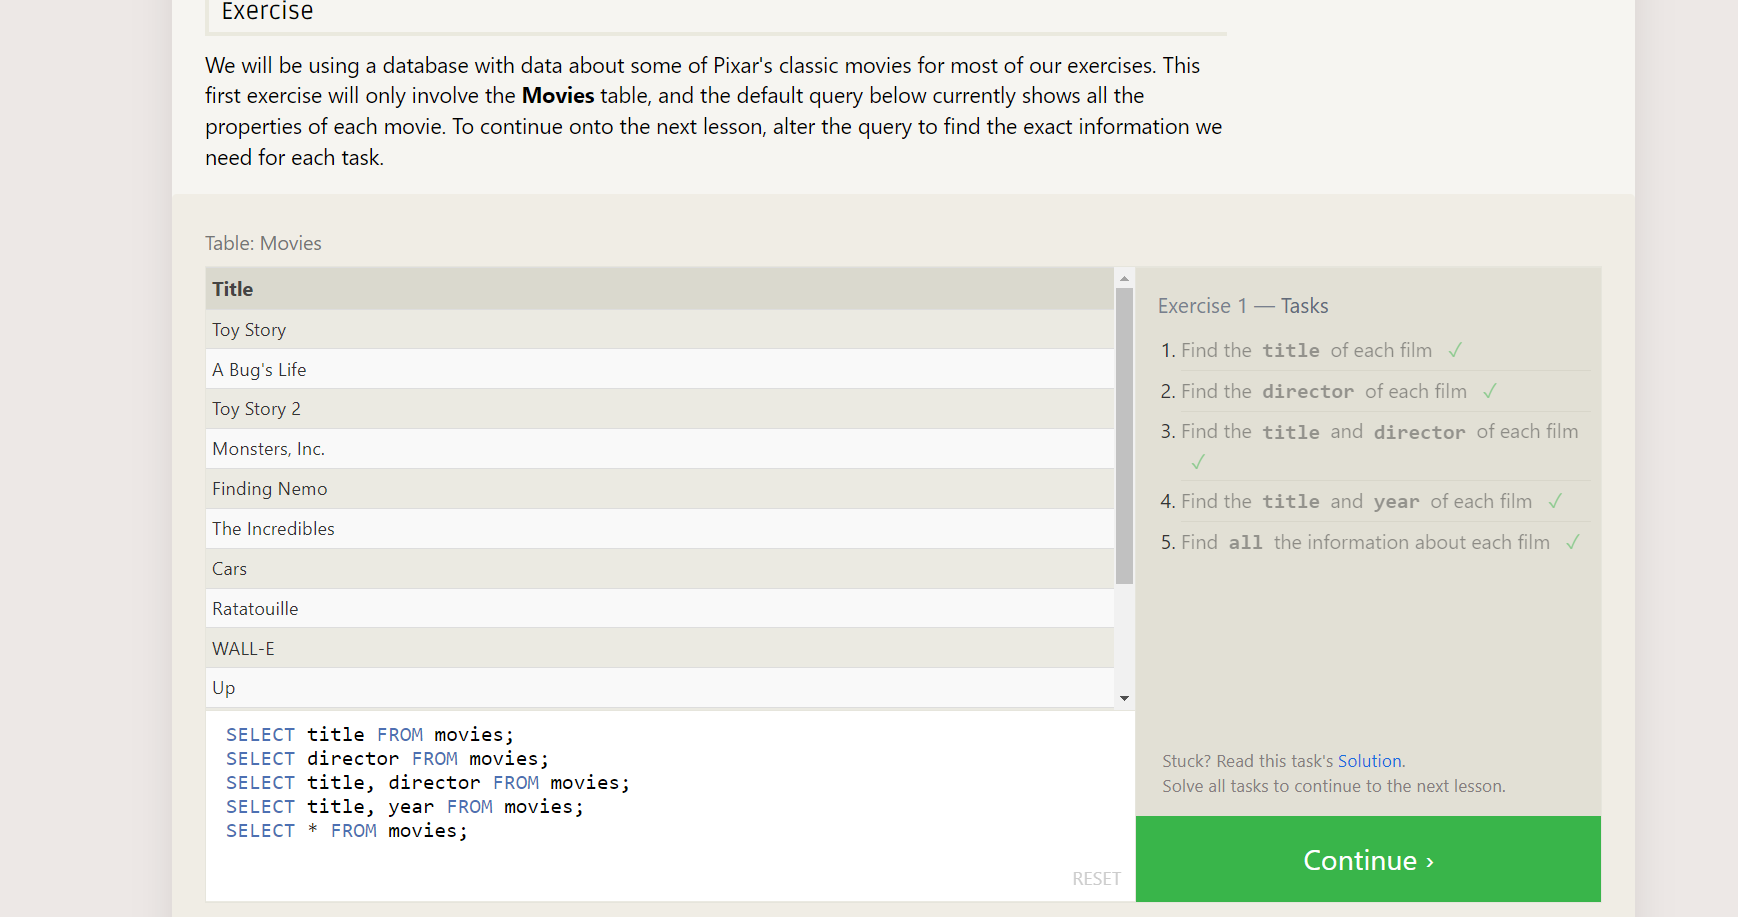 Exercise
We will be using a database with data about some of Pixar's classic movies for most of our exercises. This
first exercise will only involve the Movies table, and the default query below currently shows all the
properties of each movie. To continue onto the next lesson, alter the query to find the exact information we
need for each task.
Table: Movies
Title
Toy Story
A Bug's Life
Toy Story 2
Monsters, Inc.
Finding Nemo
The Incredibles
Cars
Ratatouille
WALL-E
Up
SELECT title FROM movies;
SELECT director FROM movies;
SELECT title, director FROM movies;
SELECT title, year FROM movies;
SELECT * FROM movies;
RESET
Exercise 1 — Tasks
1. Find the title of each film ✓
2. Find the director of each film ✓
3. Find the title and director of each film
✓
4. Find the title and year of each film ✓
5. Find all the information about each film ✓
Stuck? Read this task's Solution.
Solve all tasks to continue to the next lesson.
Continue ›